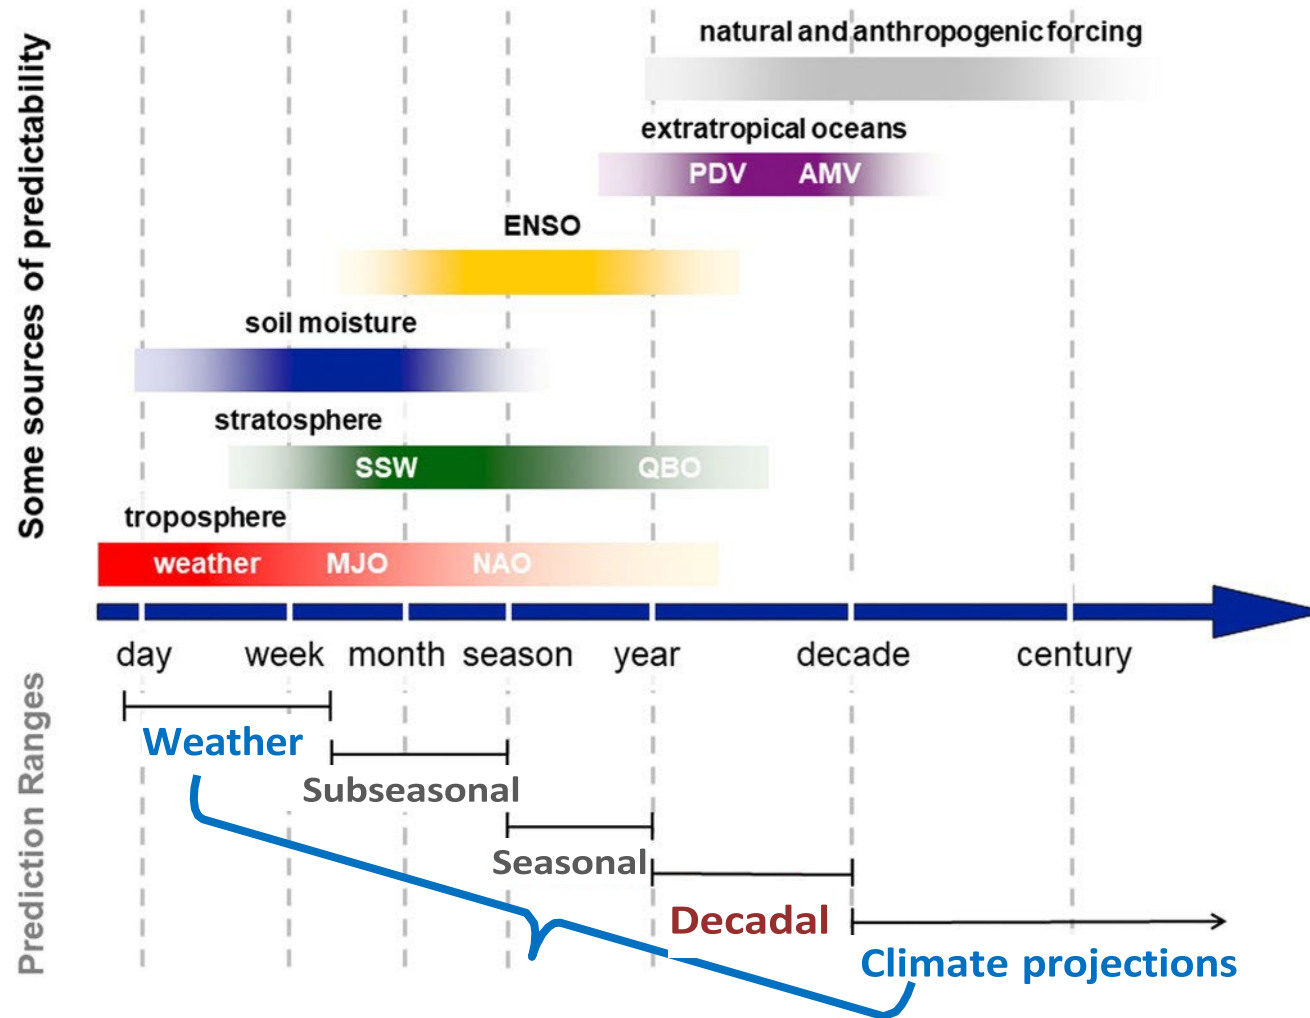 Some sources of predictability
natural and anthropogenic forcing
extratropical oceans
PDV AMV
ENSO
soil moisture
stratosphere
SSW QBO
troposphere
weather MJO NAO
day week month season year decade century
Prediction Ranges
Weather
Subseasonal
Seasonal
Decadal
Climate projections